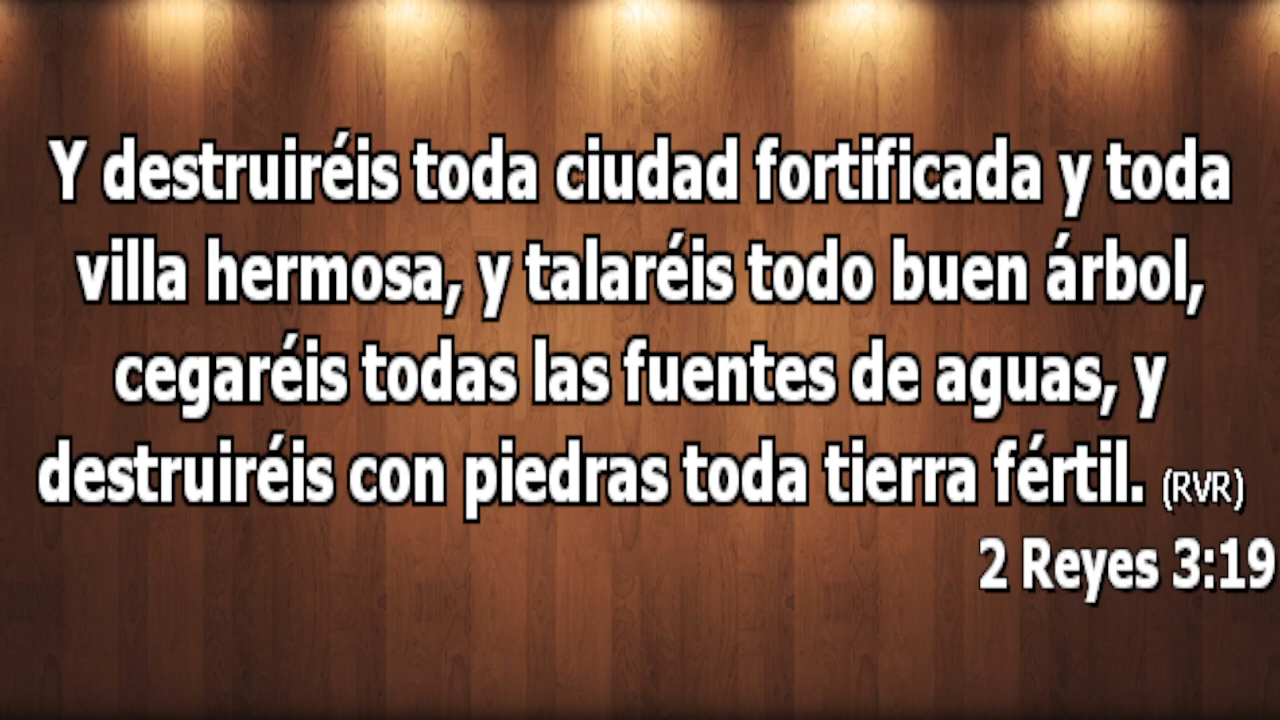 Y destruiréis toda ciudad fortificada y toda
villa hermosa, y talaréis todo buen árbol,
cegaréis todas las fuentes de aguas, y
destruiréis con piedras toda tierra fértil. (RVR)
2 Reyes 3:19